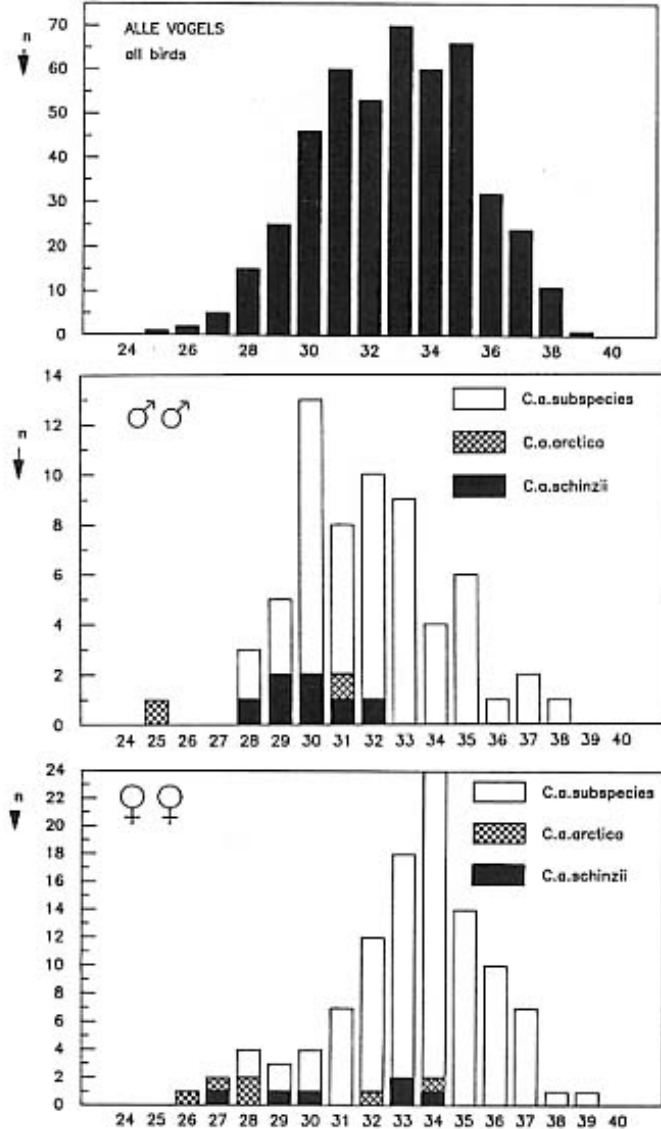 n
ALLE VOGELS
all birds
70
60
50
40
30
20
10
0
24 26 28 30 32 34 36 38 40
n
♂♂
C.a.subspecies
C.a.arctica
C.a.schinzii
14
12
10
8
6
4
2
0
24 25 26 27 28 29 30 31 32 33 34 35 36 37 38 39 40
n
♀♀
C.a.subspecies
C.a.arctica
C.a.schinzii
24
22
20
18
16
14
12
10
8
6
4
2
0
24 25 26 27 28 29 30 31 32 33 34 35 36 37 38 39 40